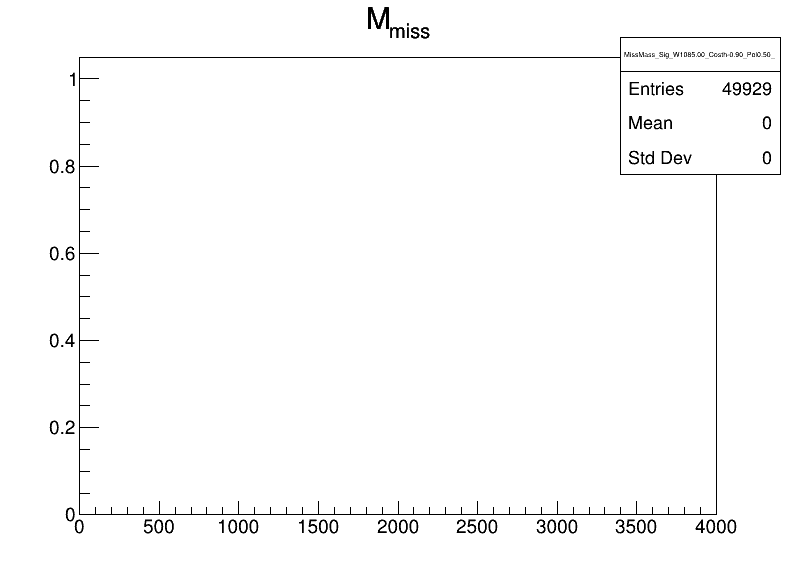 M_miss
MissMass_Sig_W1085.00_Costh-0.90_Pol0.50_
Entries 49929
Mean 0
Std Dev 0
1
0.8
0.6
0.4
0.2
0
0 500 1000 1500 2000 2500 3000 3500 4000